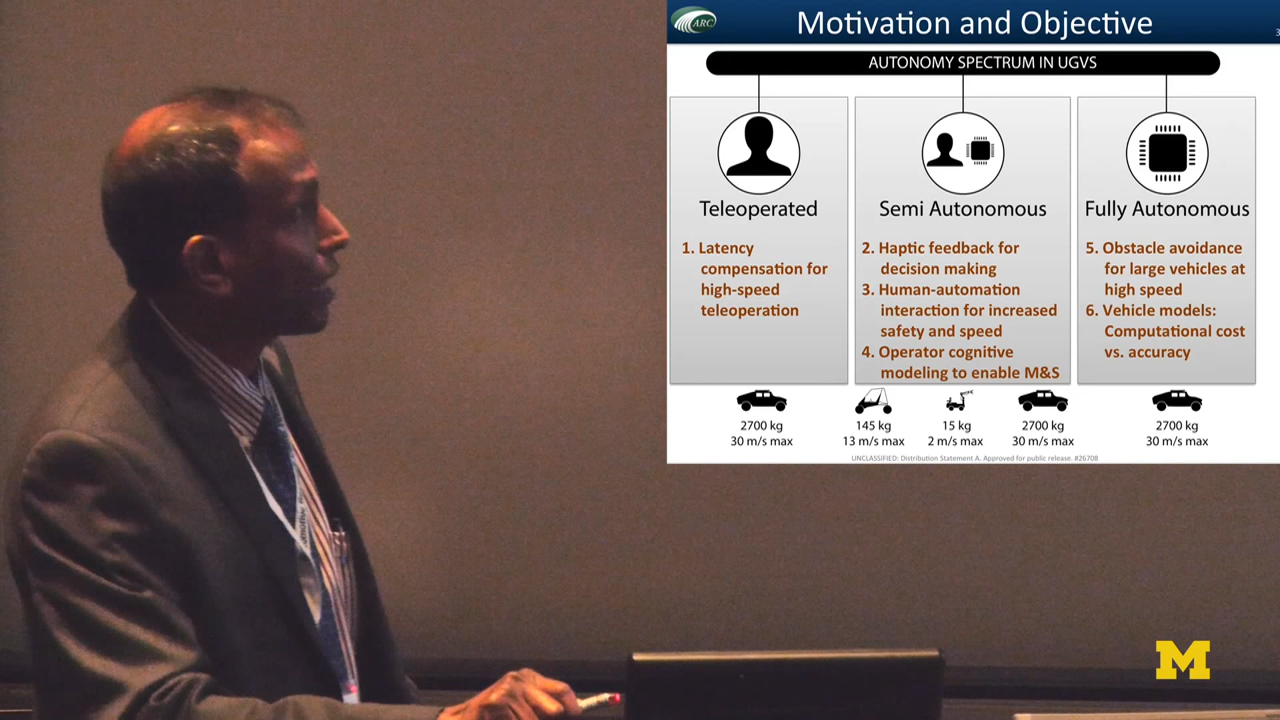 ARC
Motivation and Objective
3
AUTONOMY SPECTRUM IN UGVS
Teleoperated
1. Latency
compensation for
high-speed
teleoperation
Semi Autonomous
2. Haptic feedback for
decision making
3. Human-automation
interaction for increased
safety and speed
4. Operator cognitive
modeling to enable M&S
Fully Autonomous
5. Obstacle avoidance
for large vehicles at
high speed
6. Vehicle models:
Computational cost
vs. accuracy
2700 kg
30 m/s max
145 kg
13 m/s max
15 kg
2 m/s max
2700 kg
30 m/s max
2700 kg
30 m/s max
UNCLASSIFIED: Distribution Statement A. Approved for public release. #26708
M